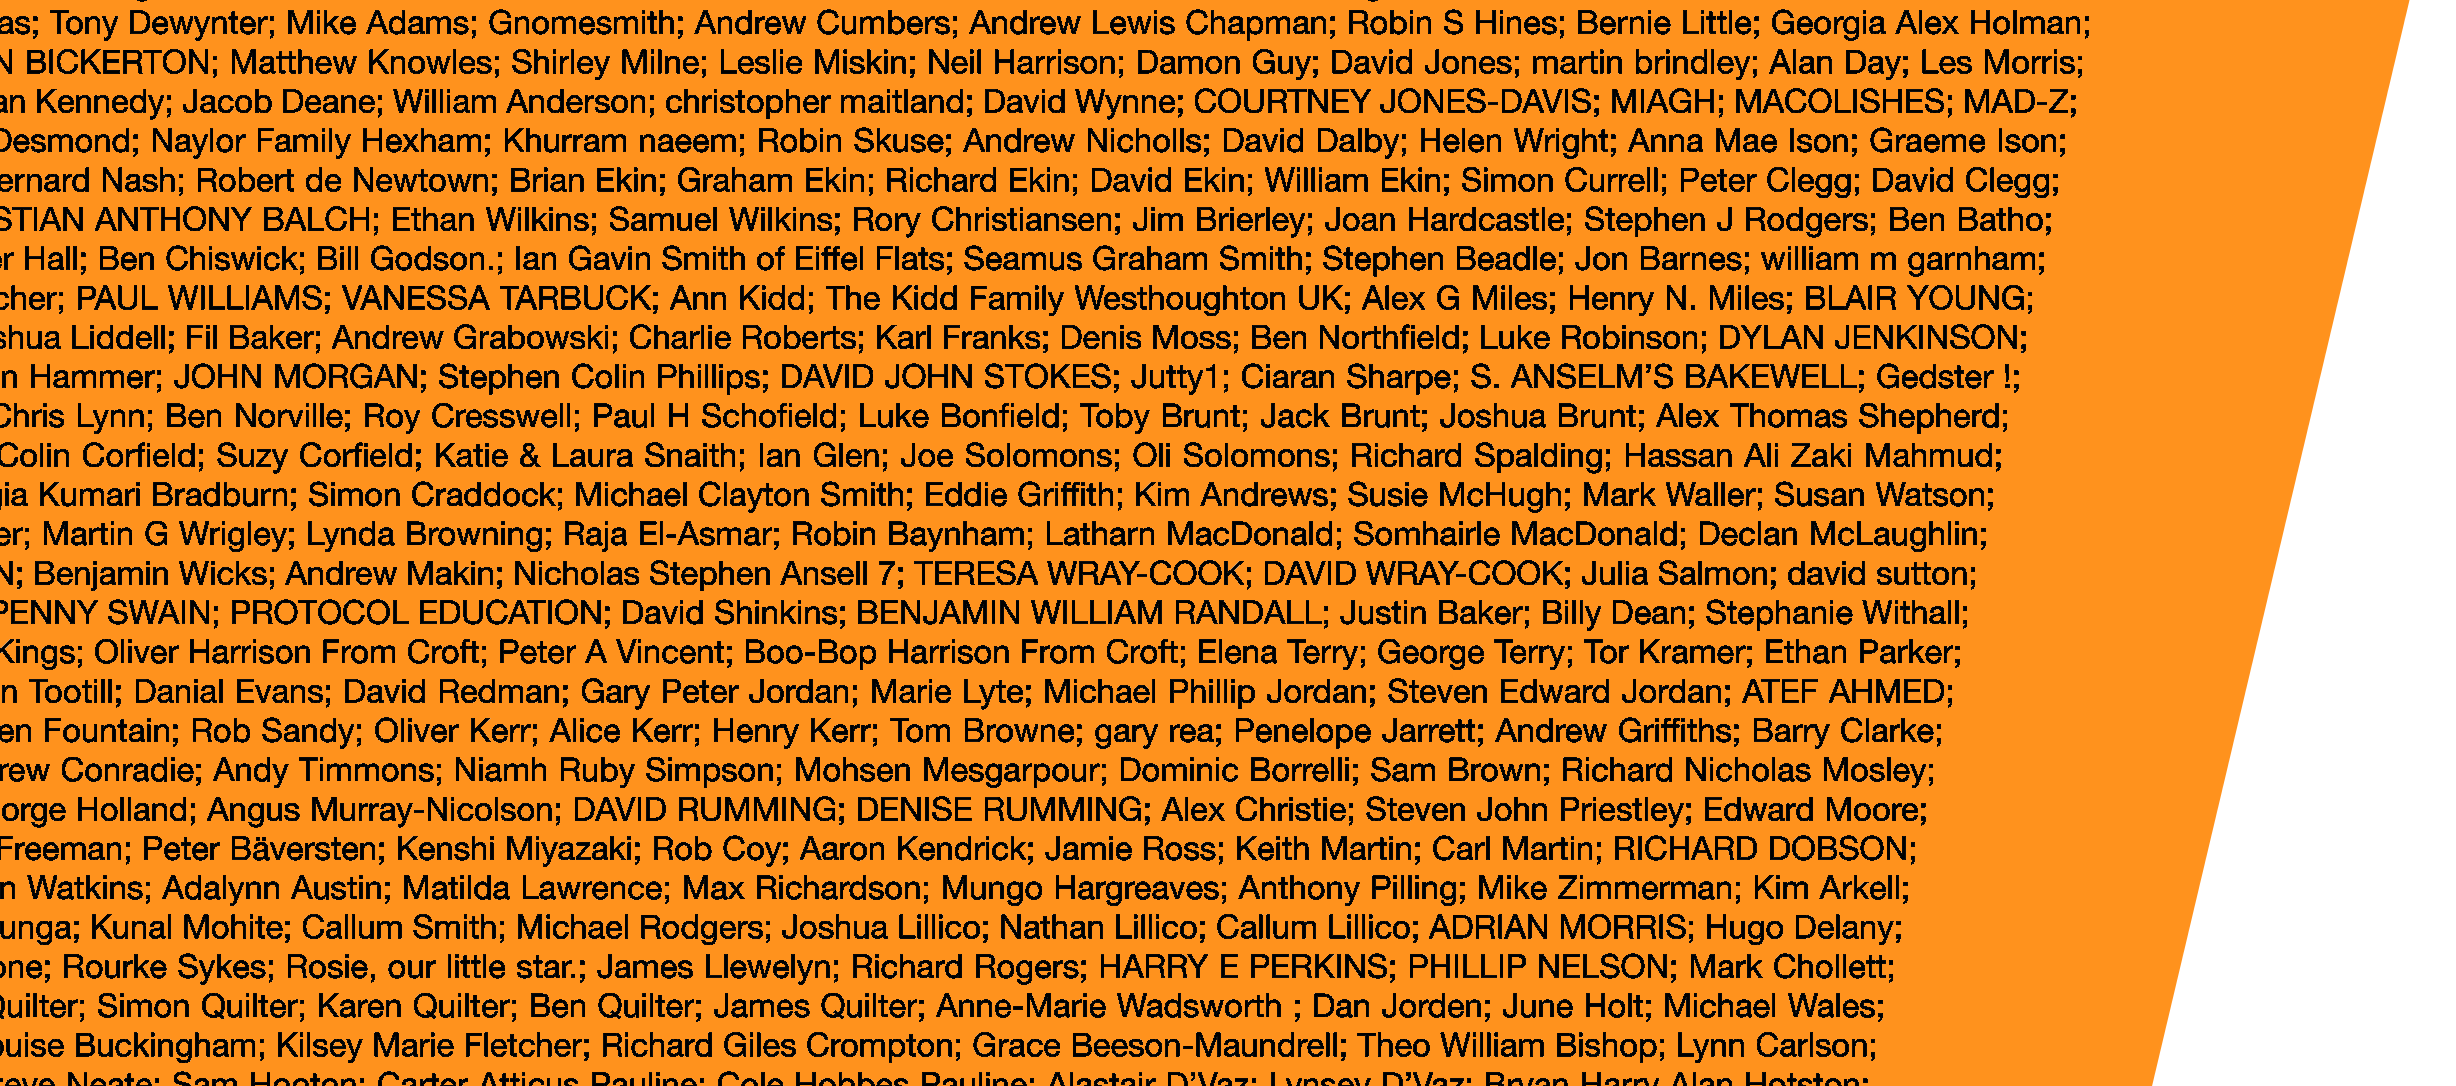 as; Tony Dewynter; Mike Adams; Gnomesmith; Andrew Cumbers; Andrew Lewis Chapman; Robin S Hines; Bernie Little; Georgia Alex Holman;
N BICKERTON; Matthew Knowles; Shirley Milne; Leslie Miskin; Neil Harrison; Damon Guy; David Jones; martin brindley; Alan Day; Les Morris;
an Kennedy; Jacob Deane; William Anderson; christopher maitland; David Wynne; COURTNEY JONES-DAVIS; MIAGH; MACOLISHES; MAD-Z;
Desmond; Naylor Family Hexham; Khurram naeem; Robin Skuse; Andrew Nicholls; David Dalby; Helen Wright; Anna Mae Ison; Graeme Ison;
ernard Nash; Robert de Newtown; Brian Ekin; Graham Ekin; Richard Ekin; David Ekin; William Ekin; Simon Currell; Peter Clegg; David Clegg;
STIAN ANTHONY BALCH; Ethan Wilkins; Samuel Wilkins; Rory Christiansen; Jim Brierley; Joan Hardcastle; Stephen J Rodgers; Ben Batho;
r Hall; Ben Chiswick; Bill Godson.; Ian Gavin Smith of Eiffel Flats; Seamus Graham Smith; Stephen Beadle; Jon Barnes; william m garnham;
cher; PAUL WILLIAMS; VANESSA TARBUCK; Ann Kidd; The Kidd Family Westhoughton UK; Alex G Miles; Henry N. Miles; BLAIR YOUNG;
shua Liddell; Fil Baker; Andrew Grabowski; Charlie Roberts; Karl Franks; Denis Moss; Ben Northfield; Luke Robinson; DYLAN JENKINSON;
n Hammer; JOHN MORGAN; Stephen Colin Phillips; DAVID JOHN STOKES; Jutty1; Ciaran Sharpe; S. ANSELM’S BAKEWELL; Gedster !;
Chris Lynn; Ben Norville; Roy Cresswell; Paul H Schofield; Luke Bonfield; Toby Brunt; Jack Brunt; Joshua Brunt; Alex Thomas Shepherd;
Colin Corfield; Suzy Corfield; Katie & Laura Snaith; Ian Glen; Joe Solomons; Oli Solomons; Richard Spalding; Hassan Ali Zaki Mahmud;
gia Kumari Bradburn; Simon Craddock; Michael Clayton Smith; Eddie Griffith; Kim Andrews; Susie McHugh; Mark Waller; Susan Watson;
er; Martin G Wrigley; Lynda Browning; Raja El-Asmar; Robin Baynham; Latharn MacDonald; Somhairle MacDonald; Declan McLaughlin;
N; Benjamin Wicks; Andrew Makin; Nicholas Stephen Ansell 7; TERESA WRAY-COOK; DAVID WRAY-COOK; Julia Salmon; david sutton;
PENNY SWAIN; PROTOCOL EDUCATION; David Shinkins; BENJAMIN WILLIAM RANDALL; Justin Baker; Billy Dean; Stephanie Withall;
Kings; Oliver Harrison From Croft; Peter A Vincent; Boo-Bop Harrison From Croft; Elena Terry; George Terry; Tor Kramer; Ethan Parker;
n Tootill; Danial Evans; David Redman; Gary Peter Jordan; Marie Lyte; Michael Phillip Jordan; Steven Edward Jordan; ATEF AHMED;
en Fountain; Rob Sandy; Oliver Kerr; Alice Kerr; Henry Kerr; Tom Browne; gary rea; Penelope Jarrett; Andrew Griffiths; Barry Clarke;
rew Conradie; Andy Timmons; Niamh Ruby Simpson; Mohsen Mesgarpour; Dominic Borrelli; Sam Brown; Richard Nicholas Mosley;
orge Holland; Angus Murray-Nicolson; DAVID RUMMING; DENISE RUMMING; Alex Christie; Steven John Priestley; Edward Moore;
Freeman; Peter Bäversten; Kenshi Miyazaki; Rob Coy; Aaron Kendrick; Jamie Ross; Keith Martin; Carl Martin; RICHARD DOBSON;
n Watkins; Adalynn Austin; Matilda Lawrence; Max Richardson; Mungo Hargreaves; Anthony Pilling; Mike Zimmerman; Kim Arkell;
unga; Kunal Mohite; Callum Smith; Michael Rodgers; Joshua Lillico; Nathan Lillico; Callum Lillico; ADRIAN MORRIS; Hugo Delany;
one; Rourke Sykes; Rosie, our little star.; James Llewelyn; Richard Rogers; HARRY E PERKINS; PHILLIP NELSON; Mark Chollett;
Quilter; Simon Quilter; Karen Quilter; Ben Quilter; James Quilter; Anne-Marie Wadsworth ; Dan Jorden; June Holt; Michael Wales;
ouise Buckingham; Kilsey Marie Fletcher; Richard Giles Crompton; Grace Beeson-Maundrell; Theo William Bishop; Lynn Carlson;
eve Neate; Sam Hooton; Carter Atticus Pauline; Cole Hobbes Pauline; Alastair D’Vaz; Lynsey D’Vaz; Bryan Harry Alan Hotston;